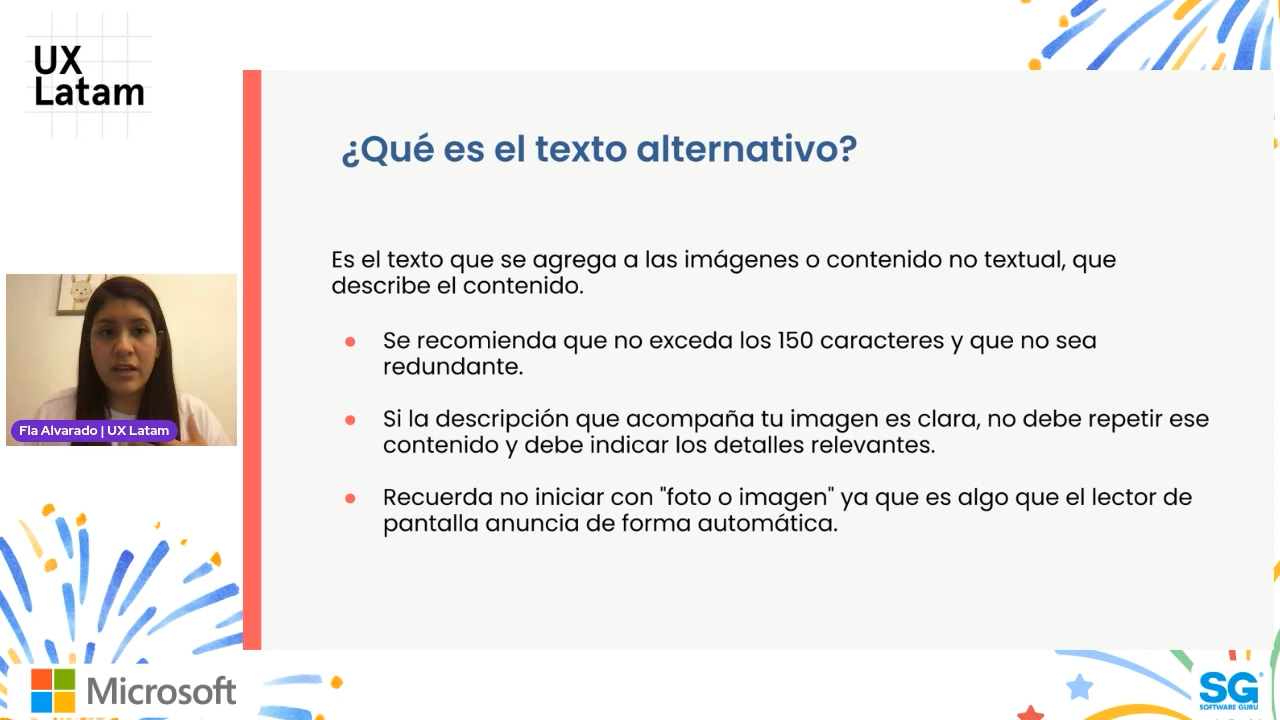 UX
Latam
¿Qué es el texto alternativo?
Es el texto que se agrega a las imágenes o contenido no textual, que
describe el contenido.
Se recomienda que no exceda los 150 caracteres y que no sea
redundante.
Si la descripción que acompaña tu imagen es clara, no debe repetir ese
contenido y debe indicar los detalles relevantes.
Recuerda no iniciar con "foto o imagen" ya que es algo que el lector de
pantalla anuncia de forma automática.
Fla Alvarado | UX Latam
Microsoft
SG
SOFTWARE GURU